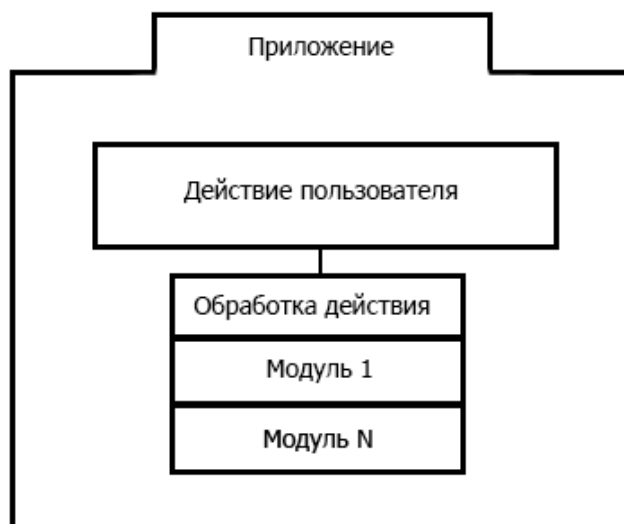 Приложение
Действие пользователя
Обработка действия
Модуль 1
Модуль N